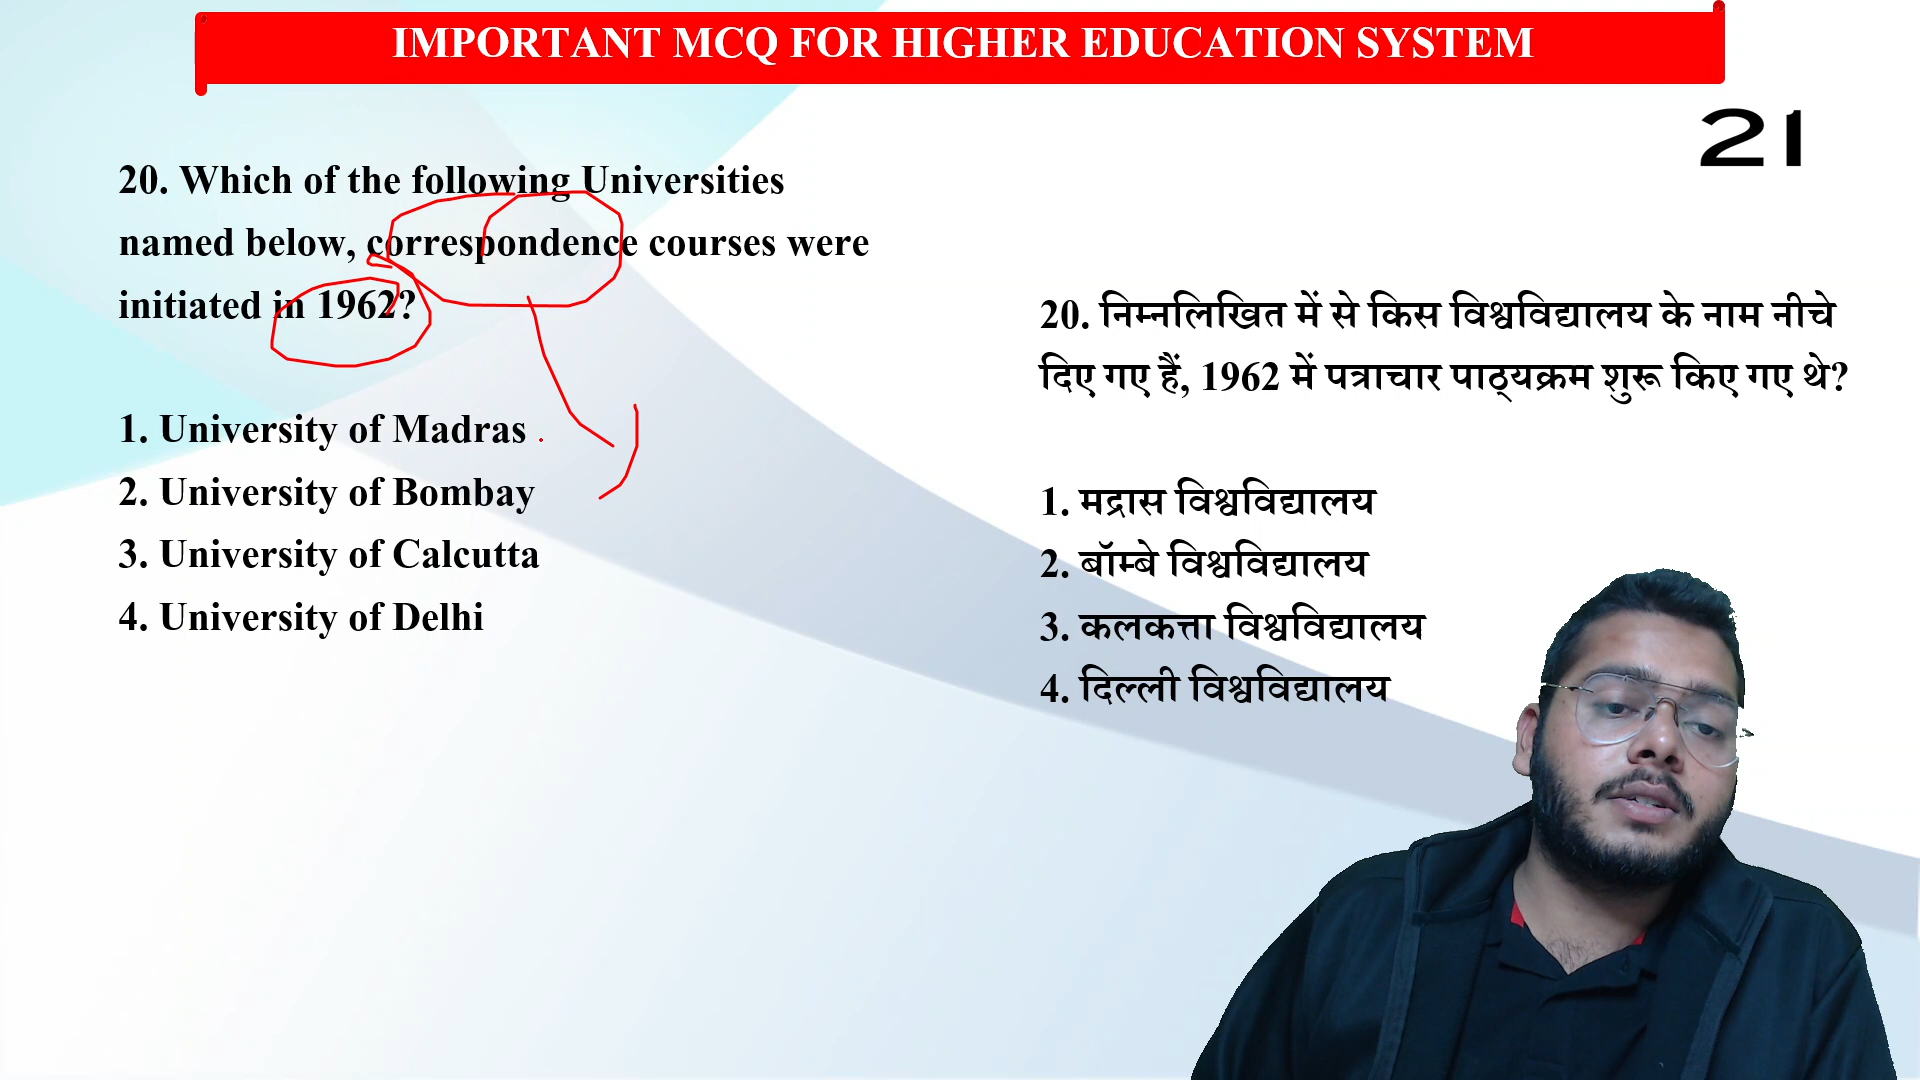 IMPORTANT MCQ FOR HIGHER EDUCATION SYSTEM
21
20. Which of the following Universities
named below, correspondence courses were
initiated in 1962?
1. University of Madras
2. University of Bombay
3. University of Calcutta
4. University of Delhi
20. निम्नलिखित में से किस विश्वविद्यालय के नाम नीचे
दिए गए हैं, 1962 में पत्राचार पाठ्यक्रम शुरू किए गए थे?
1. मद्रास विश्वविद्यालय
2. बॉम्बे विश्वविद्यालय
3. कलकत्ता विश्वविद्यालय
4. दिल्ली विश्वविद्यालय